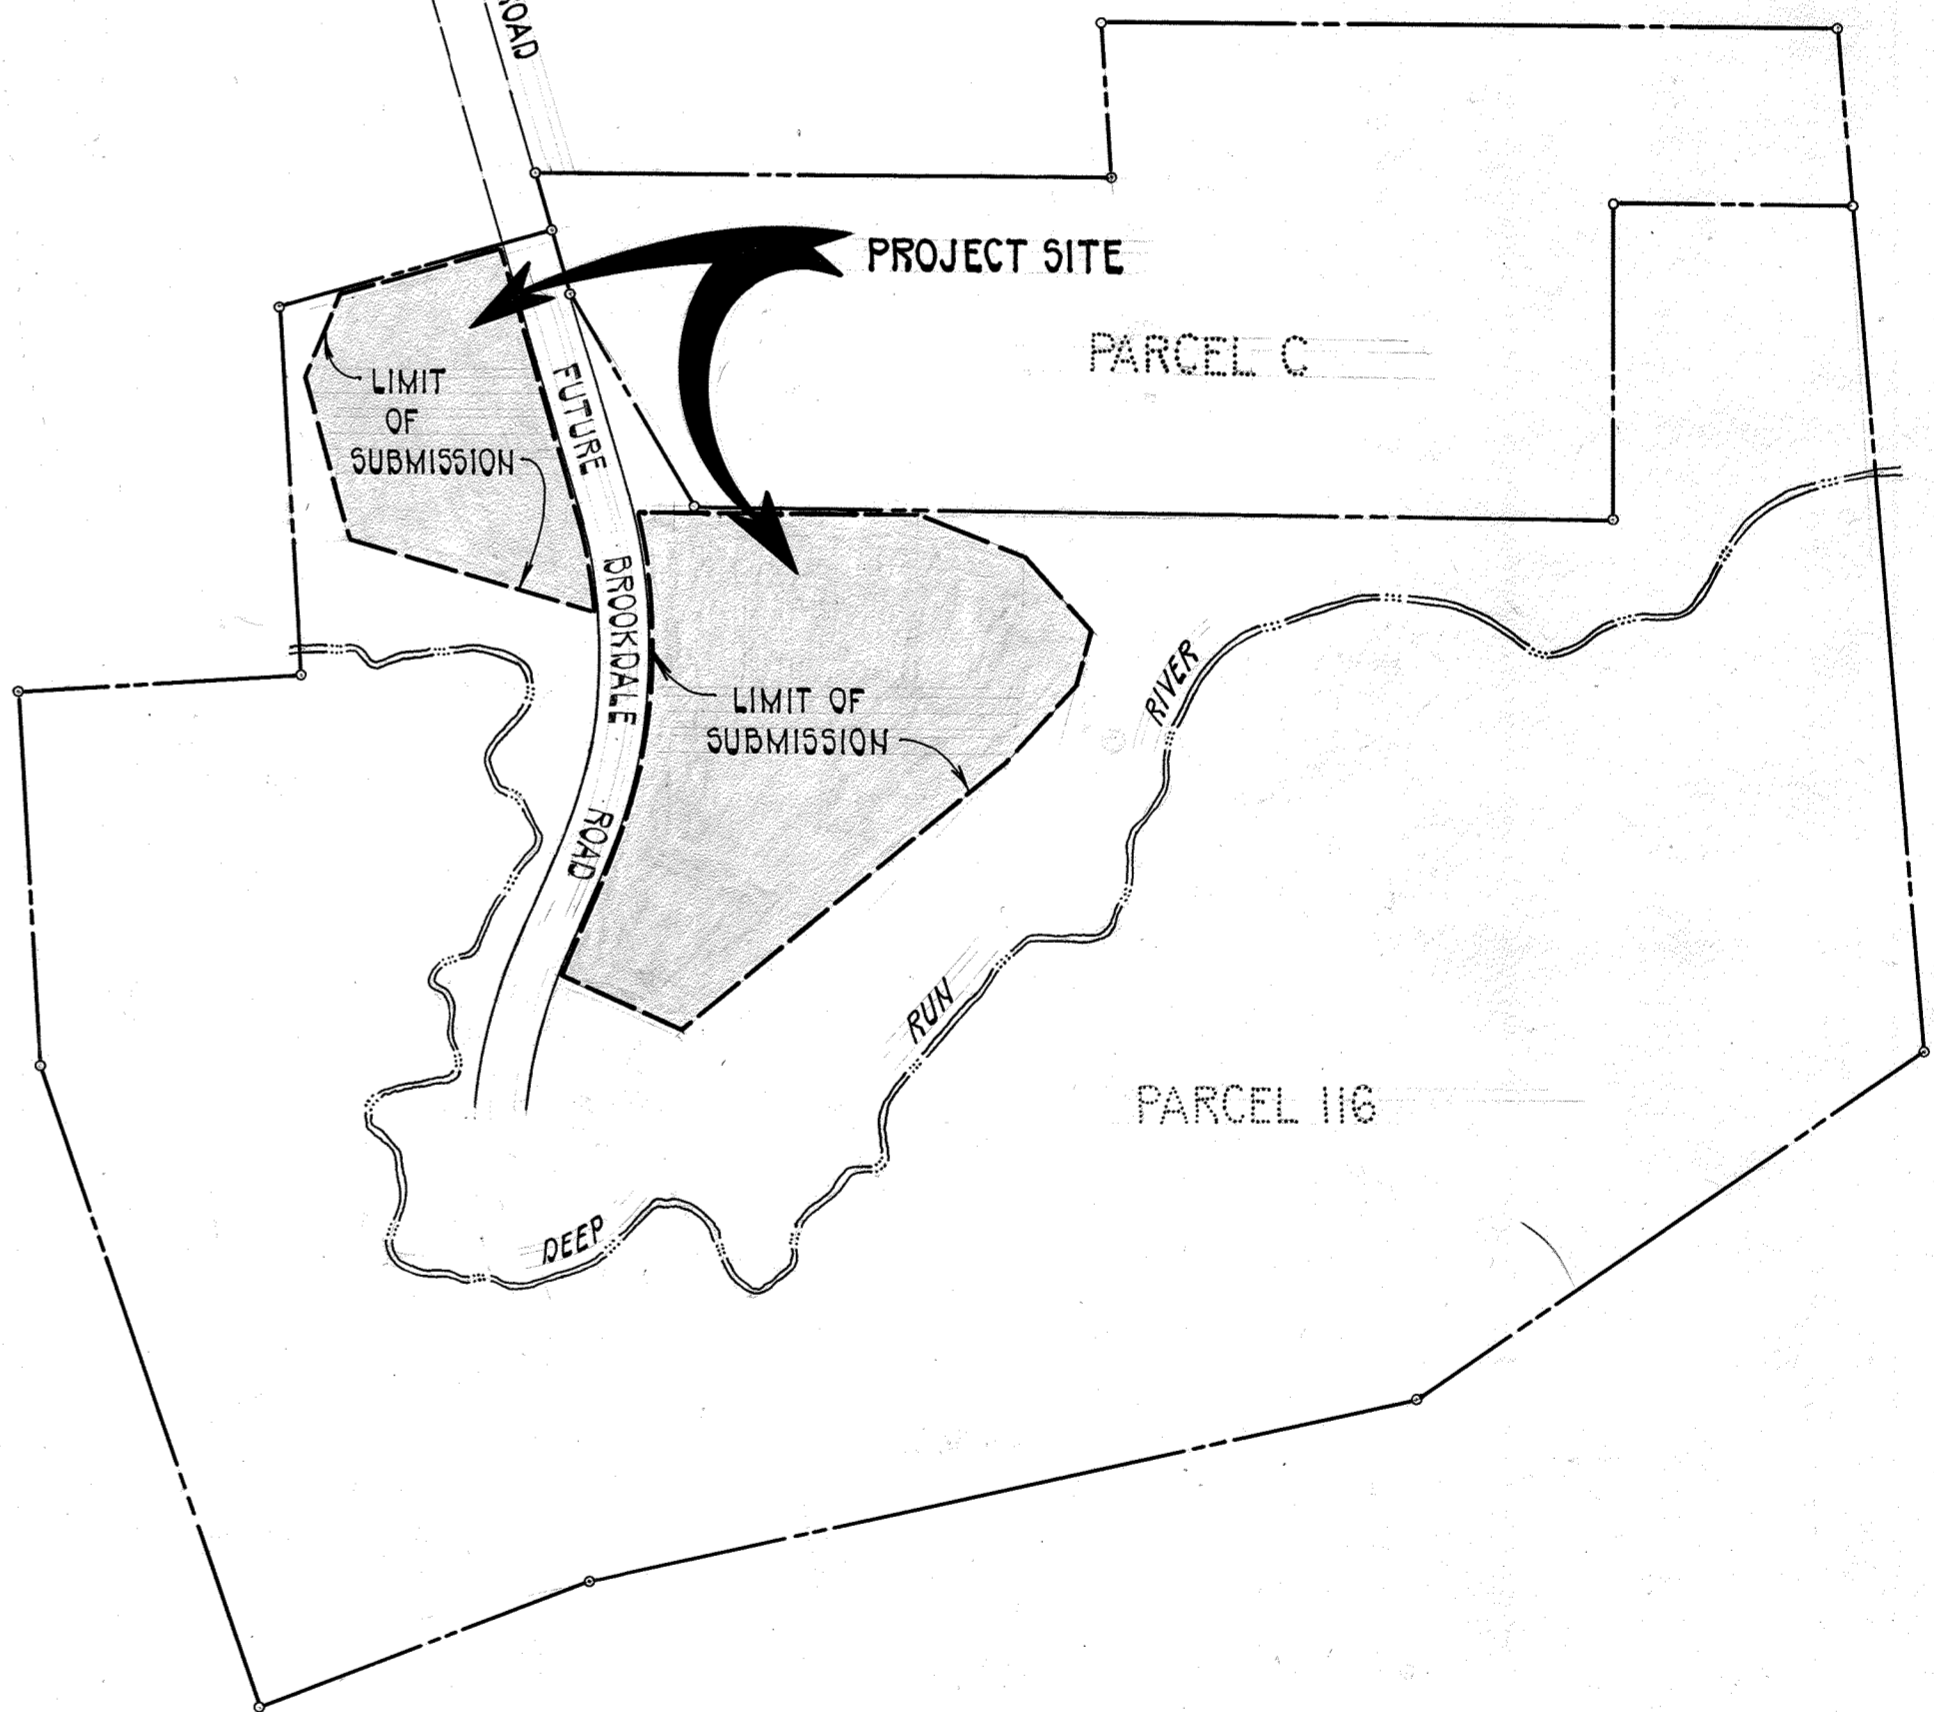 ROAD
PROJECT SITE
PARCEL C
LIMIT
OF
SUBMISSION
FUTURE BROOKDALE ROAD
LIMIT OF
SUBMISSION
DEEP RUN RIVER
PARCEL 116